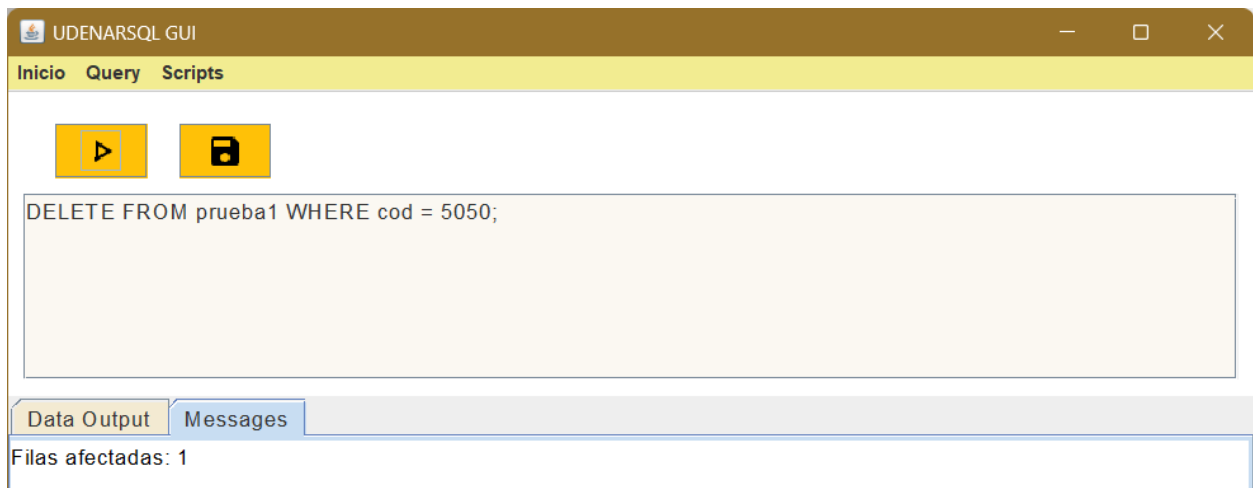 UDENARSQL GUI
Inicio Query Scripts
DELETE FROM prueba1 WHERE cod = 5050;
Data Output Messages
Filas afectadas: 1